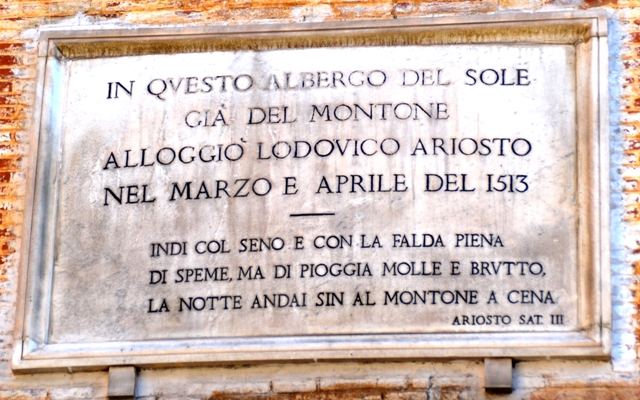 IN QVESTO ALBERGO DEL SOLE
GIÀ DEL MONTONE
ALLOGGIÒ LODOVICO ARIOSTO
NEL MARZO E APRILE DEL 1513
INDI COL SENO E CON LA FALDA PIENA
DI SPEME, MA DI PIOGGIA MOLLE E BRVTTO,
LA NOTTE ANDAI SIN AL MONTONE A CENA
ARIOSTO SAT. III